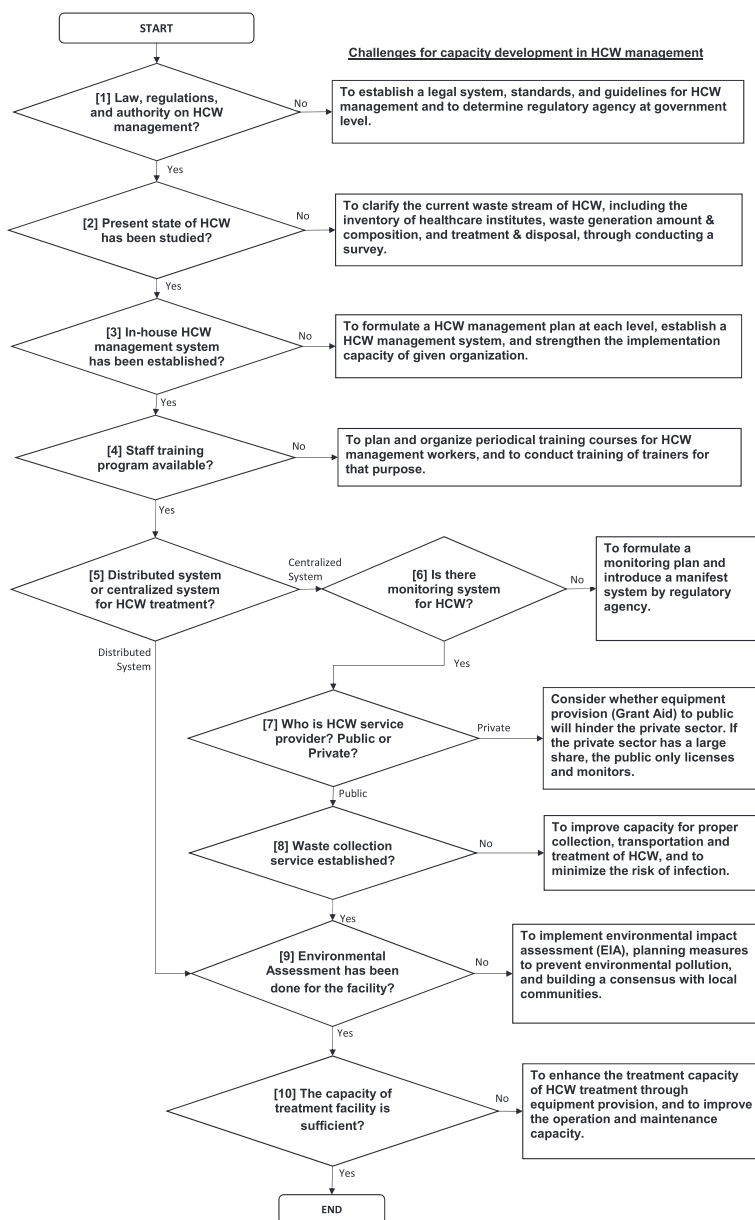 START
Challenges for capacity development in HCW management
[1] Law, regulations,
and authority on HCW
management?
No
To establish a legal system, standards, and guidelines for HCW
management and to determine regulatory agency at government
level.
Yes
[2] Present state of HCW
has been studied?
No
To clarify the current waste stream of HCW, including the
inventory of healthcare institutes, waste generation amount &
composition, and treatment & disposal, through conducting a
survey.
Yes
[3] In-house HCW
management system
has been established?
No
To formulate a HCW management plan at each level, establish a
HCW management system, and strengthen the implementation
capacity of given organization.
Yes
[4] Staff training
program available?
No
To plan and organize periodical training courses for HCW
management workers, and to conduct training of trainers for
that purpose.
Yes
[5] Distributed system
or centralized system
for HCW treatment?
Centralized
System
[6] Is there
monitoring system
for HCW?
No
To formulate a
monitoring plan and
introduce a manifest
system by regulatory
agency.
Distributed
System
Yes
[7] Who is HCW service
provider? Public or
Private?
Private
Consider whether equipment
provision (Grant Aid) to public
will hinder the private sector. If
the private sector has a large
share, the public only licenses
and monitors.
Public
[8] Waste collection
service established?
No
To improve capacity for proper
collection, transportation and
treatment of HCW, and to
minimize the risk of infection.
Yes
[9] Environmental
Assessment has been
done for the facility?
No
To implement environmental impact
assessment (EIA), planning measures
to prevent environmental pollution,
and building a consensus with local
communities.
Yes
[10] The capacity of
treatment facility is
sufficient?
No
To enhance the treatment capacity
of HCW treatment through
equipment provision, and to improve
the operation and maintenance
capacity.
Yes
END